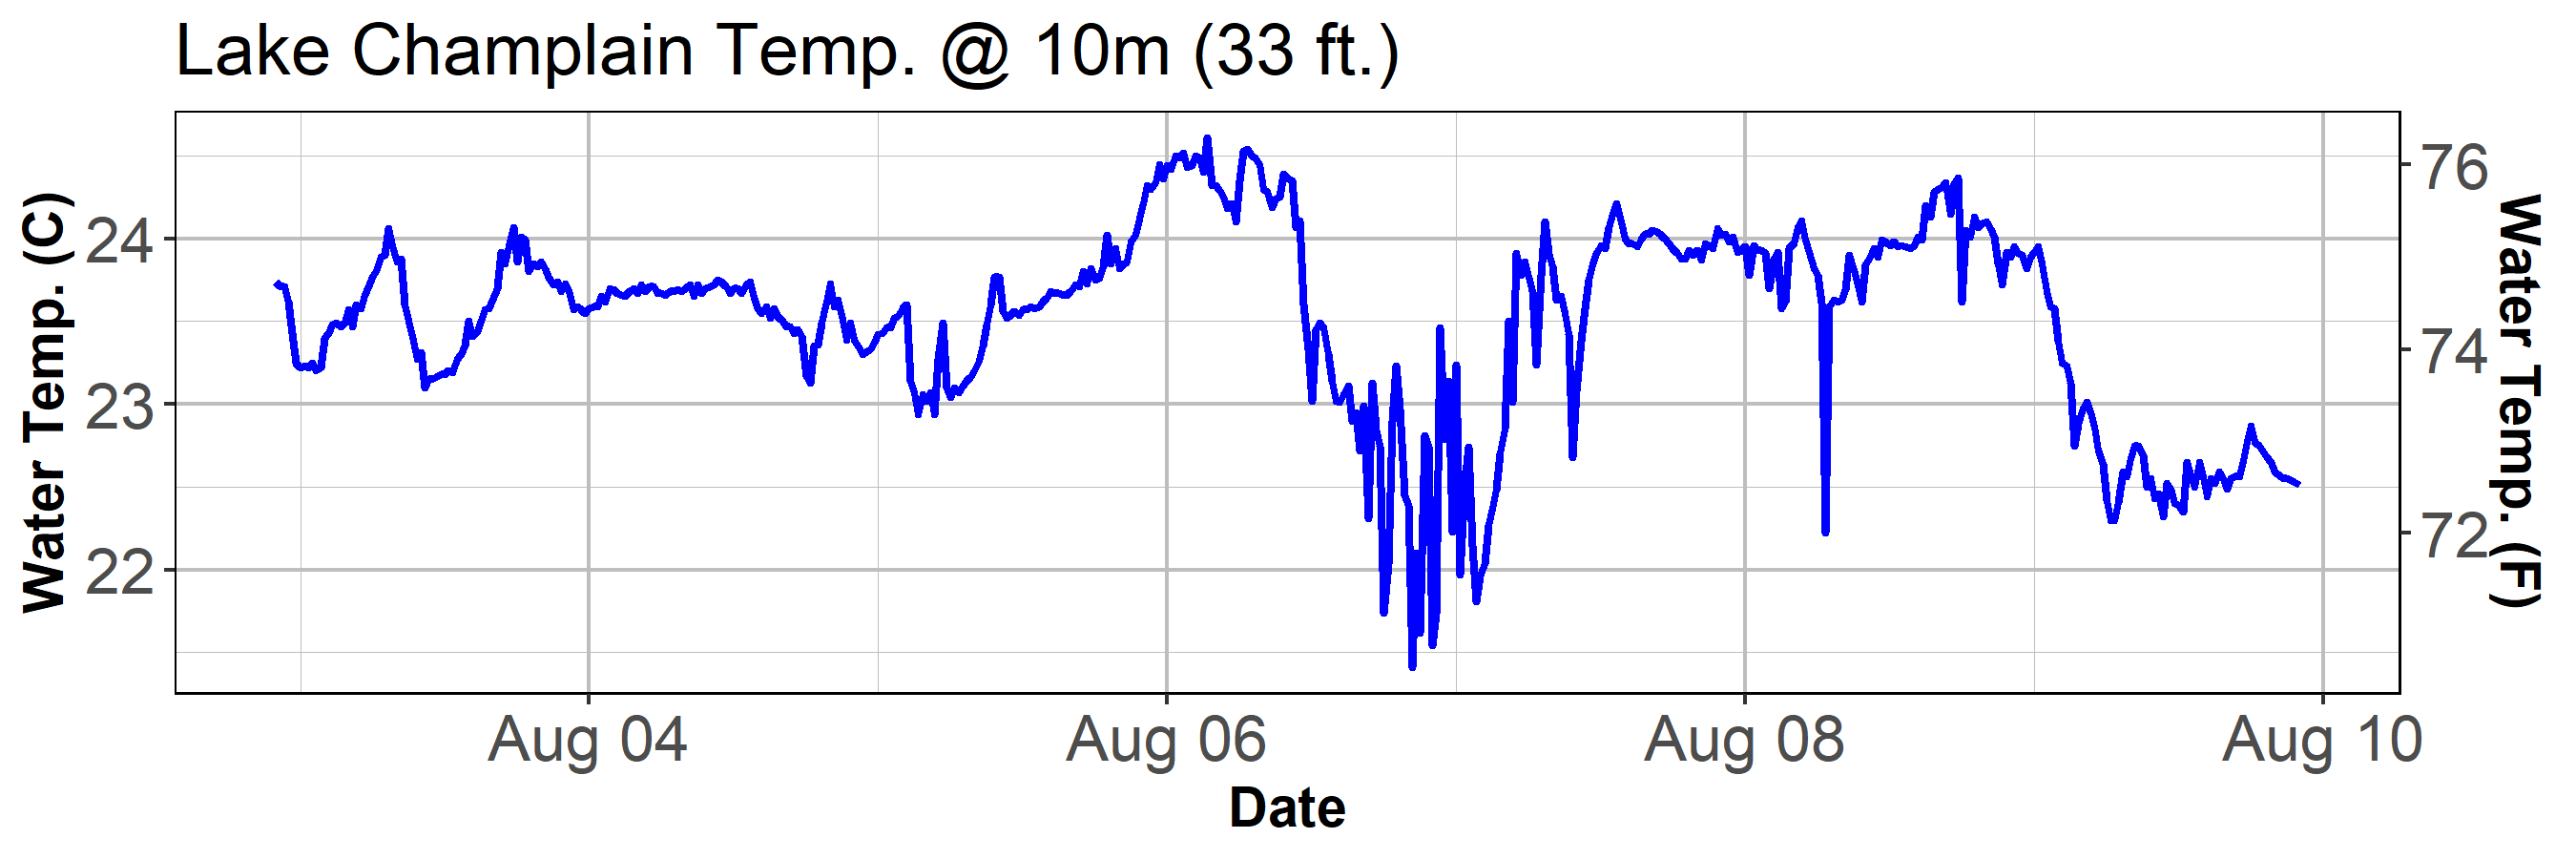 Lake Champlain Temp. @ 10m (33 ft.)
Water Temp. (C)
24
23
22
76
74
72
Water Temp. (F)
Aug 04 Aug 06 Aug 08 Aug 10
Date